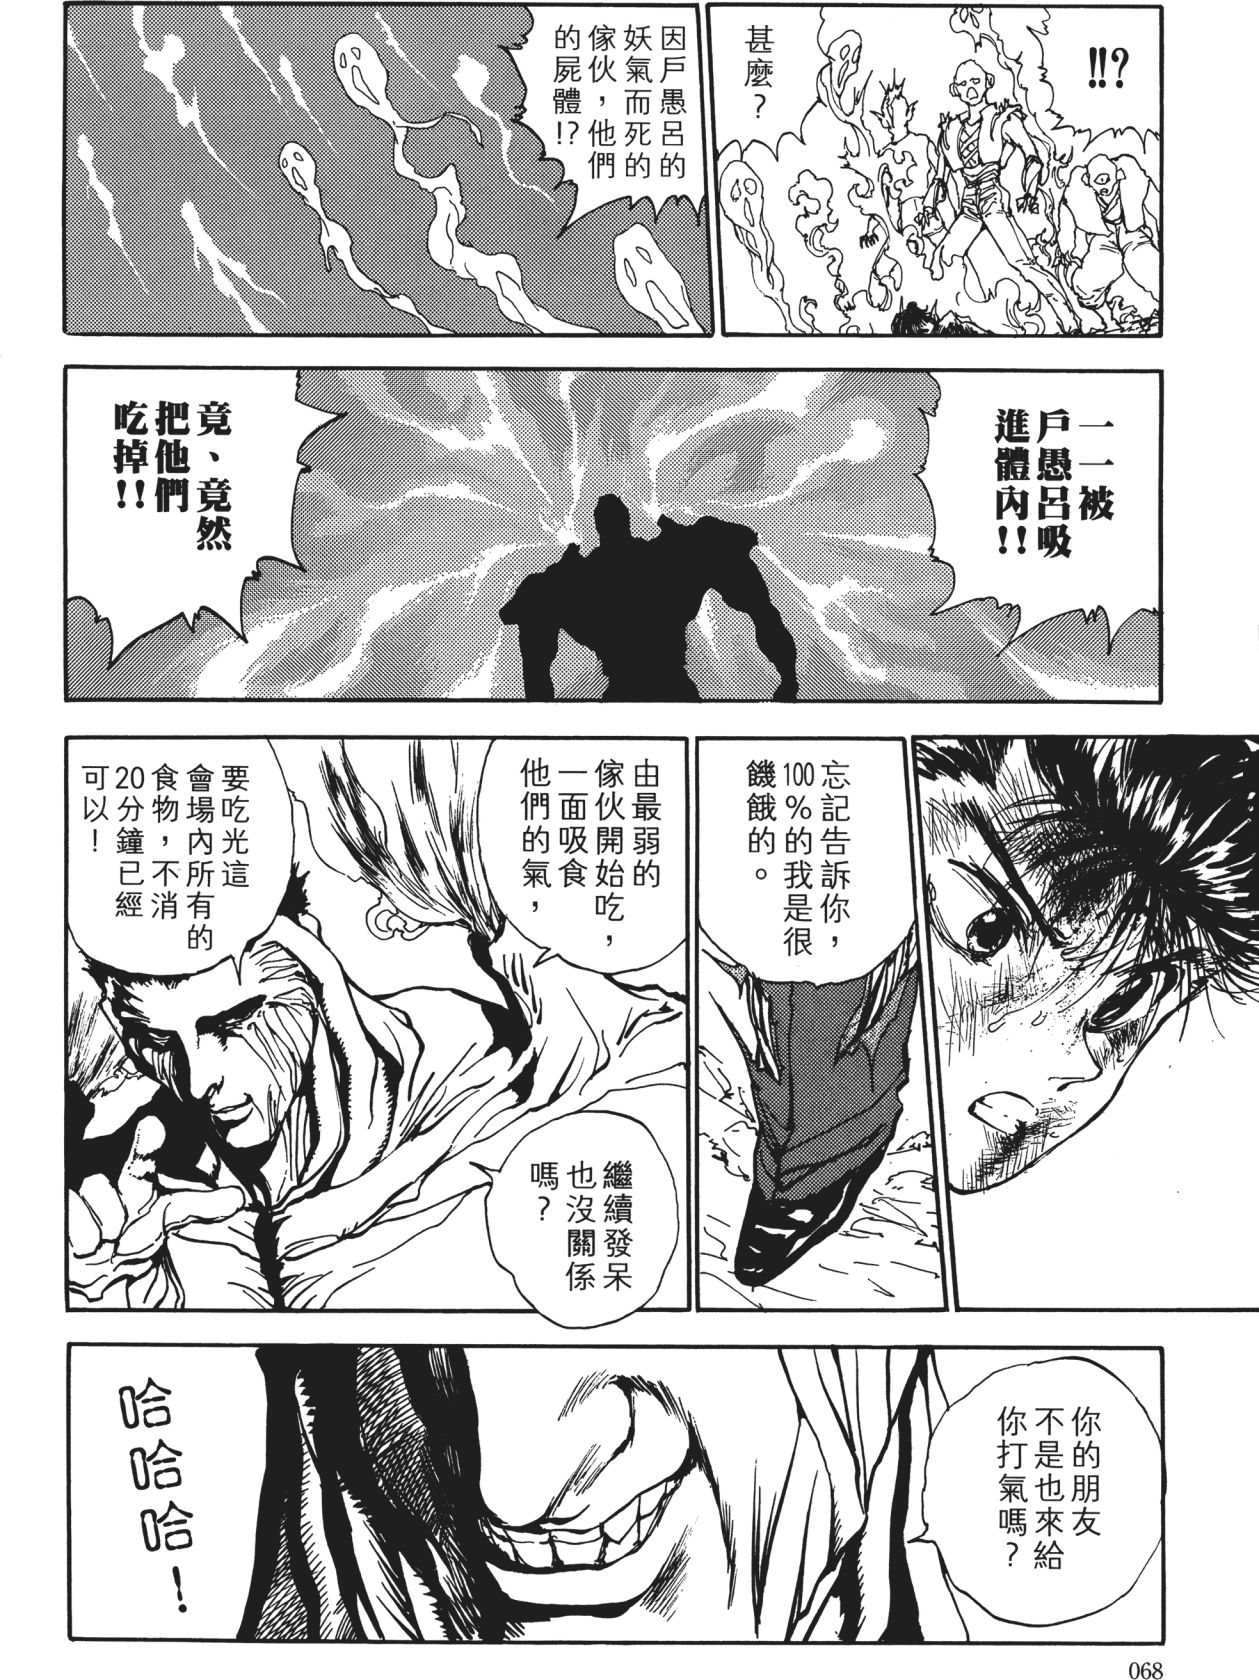 !!?
甚麼?
因戶愚呂的
妖氣而死的
傢伙，他們
的屍體!?
一一被
戶愚呂吸
進體內!!
竟、竟然
把他們
吃掉!!
忘記告訴你，
100%的我是很
饑餓的。
由最弱的
傢伙開始吃，
一面吸食
他們的氣，
要吃光這
會場內所有的
食物，不消
20分鐘已經
可以!
繼續發呆
也沒關係
嗎?
你的朋友
不是也來給
你打氣嗎?
哈哈哈!
068